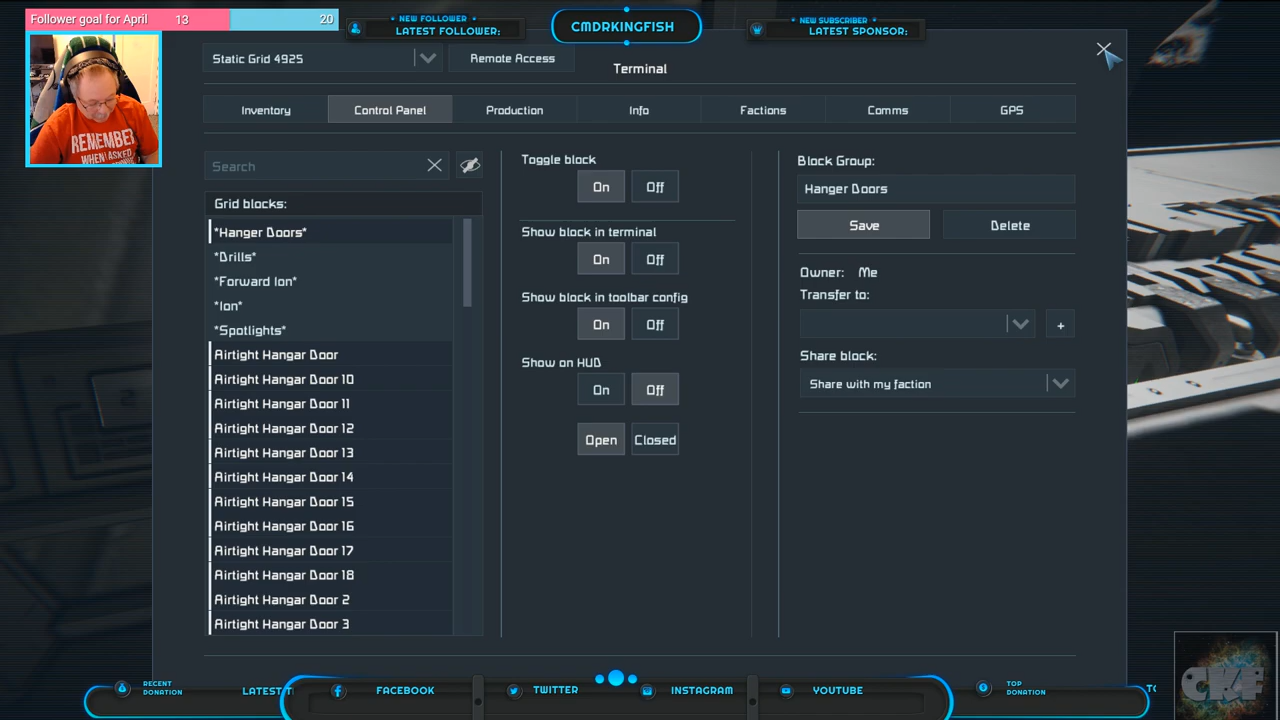 Follower goal for April 13 20
NEW FOLLOWER
LATEST FOLLOWER:
CMDRKINGFISH
NEW SUBSCRIBER
LATEST SPONSOR:
REMEMBER
WHEN I ASKED
Static Grid 4925
Remote Access
Terminal
Inventory
Control Panel
Production
Info
Factions
Comms
GPS
Search
Grid blocks:
*Hanger Doors*
*Drills*
*Forward Ion*
*Ion*
*Spotlights*
Airtight Hangar Door
Airtight Hangar Door 10
Airtight Hangar Door 11
Airtight Hangar Door 12
Airtight Hangar Door 13
Airtight Hangar Door 14
Airtight Hangar Door 15
Airtight Hangar Door 16
Airtight Hangar Door 17
Airtight Hangar Door 18
Airtight Hangar Door 2
Airtight Hangar Door 3
Toggle block
On Off
Show block in terminal
On Off
Show block in toolbar config
On Off
Show on HUD
On Off
Open Closed
Block Group:
Hanger Doors
Save Delete
Owner: Me
Transfer to:
+
Share block:
Share with my faction
RECENT
DONATION
LATEST T
FACEBOOK
TWITTER
INSTAGRAM
YOUTUBE
TOP
DONATION
CKF